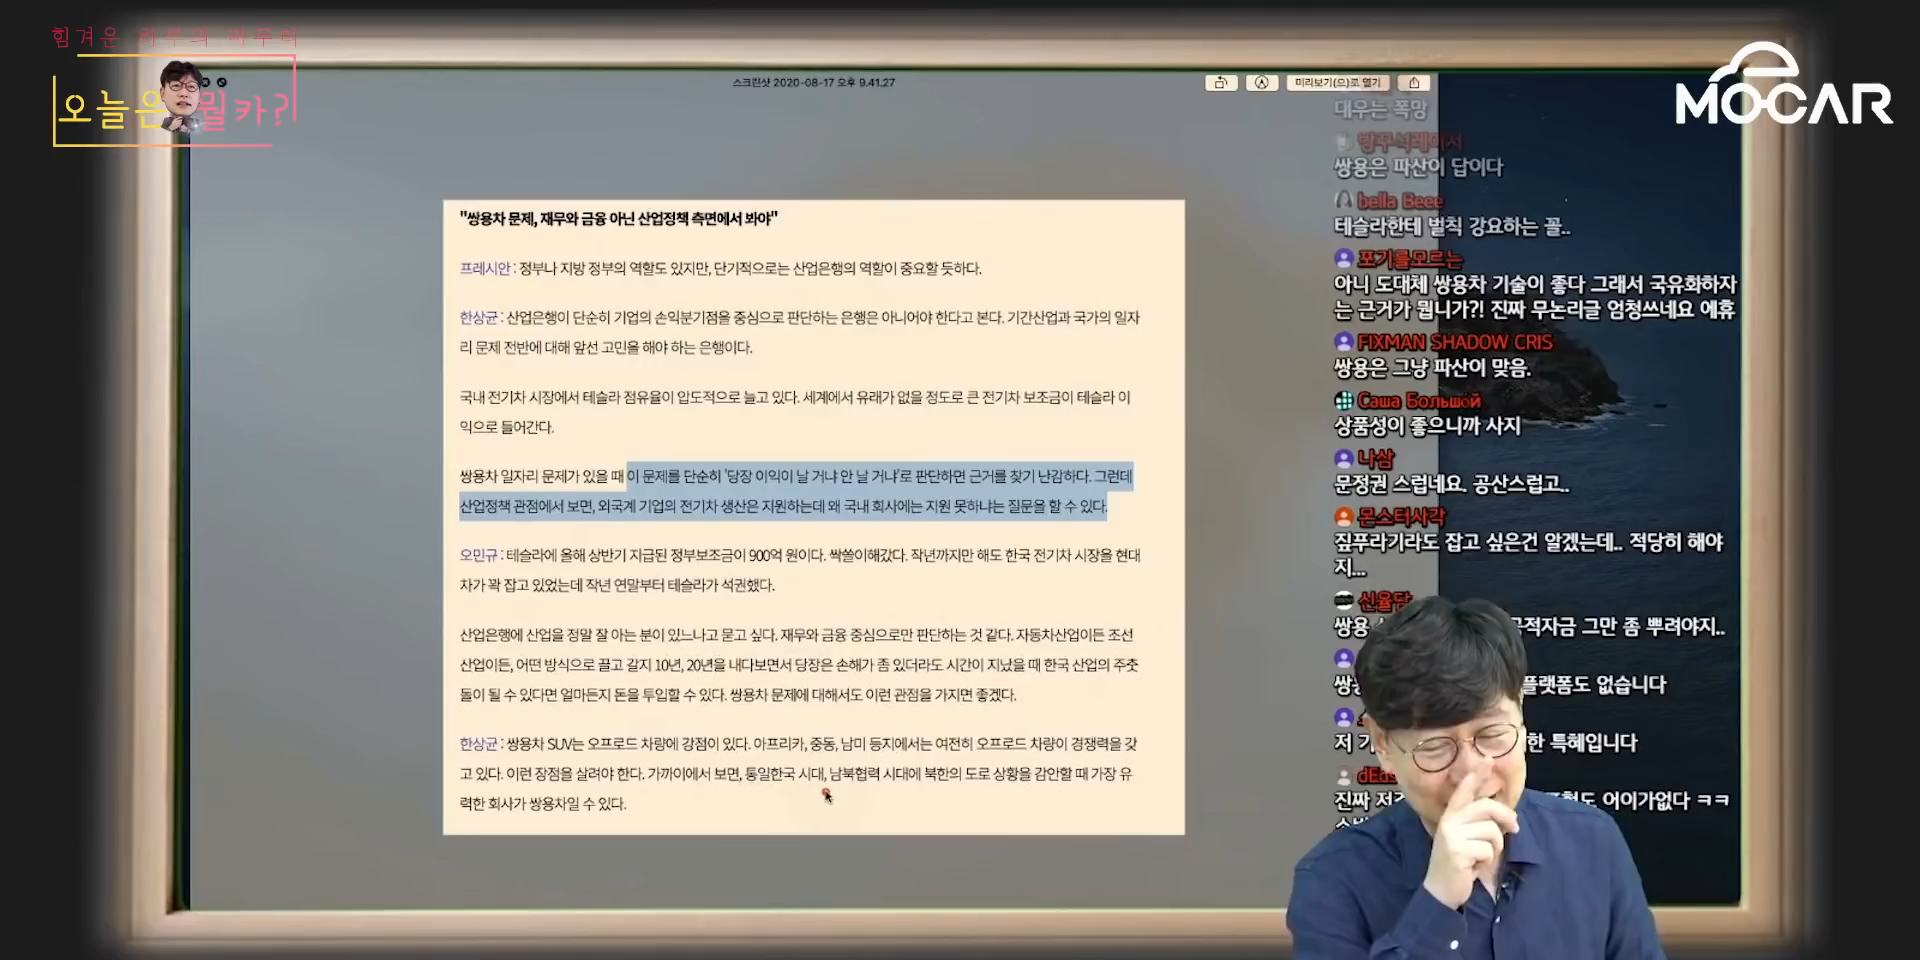 힘겨운 하루의 마무리
오늘은 뭘카?
스크린샷 2020-08-17 오후 9.41.27
미리보기(으)로 열기
MOCAR
"쌍용차 문제, 재무와 금융 아닌 산업정책 측면에서 봐야"
프레시안 : 정부나 지방 정부의 역할도 있지만, 단기적으로는 산업은행의 역할이 중요할 듯하다.
한상균 : 산업은행이 단순히 기업의 손익분기점을 중심으로 판단하는 은행은 아니어야 한다고 본다. 기간산업과 국가의 일자
리 문제 전반에 대해 앞선 고민을 해야 하는 은행이다.
국내 전기차 시장에서 테슬라 점유율이 압도적으로 늘고 있다. 세계에서 유래가 없을 정도로 큰 전기차 보조금이 테슬라 이
익으로 들어간다.
쌍용차 일자리 문제가 있을 때 이 문제를 단순히 '당장 이익이 날 거냐 안 날 거냐'로 판단하면 근거를 찾기 난감하다. 그런데
산업정책 관점에서 보면, 외국계 기업의 전기차 생산은 지원하는데 왜 국내 회사에는 지원 못하냐는 질문을 할 수 있다.
오민규 : 테슬라에 올해 상반기 지급된 정부보조금이 900억 원이다. 싹쓸이해갔다. 작년까지만 해도 한국 전기차 시장을 현대
차가 꽉 잡고 있었는데 작년 연말부터 테슬라가 석권했다.
산업은행에 산업을 정말 잘 아는 분이 있느냐고 묻고 싶다. 재무와 금융 중심으로만 판단하는 것 같다. 자동차산업이든 조선
산업이든, 어떤 방식으로 끌고 갈지 10년, 20년을 내다보면서 당장은 손해가 좀 있더라도 시간이 지났을 때 한국 산업의 주춧
돌이 될 수 있다면 얼마든지 돈을 투입할 수 있다. 쌍용차 문제에 대해서도 이런 관점을 가지면 좋겠다.
한상균 : 쌍용차 SUV는 오프로드 차량에 강점이 있다. 아프리카, 중동, 남미 등지에서는 여전히 오프로드 차량이 경쟁력을 갖
고 있다. 이런 장점을 살려야 한다. 가까이에서 보면, 통일한국 시대, 남북협력 시대에 북한의 도로 상황을 감안할 때 가장 유
력한 회사가 쌍용차일 수 있다.
대우는 폭망
방구석레이서
쌍용은 파산이 답이다
bella Beee
테슬라한테 벌칙 강요하는 꼴..
포기를모르는
아니 도대체 쌍용차 기술이 좋다 그래서 국유화하자
는 근거가 뭡니까?! 진짜 무논리글 엄청쓰네요 에휴
FIXMAN SHADOW CRIS
쌍용은 그냥 파산이 맞음.
Саша Большой
상품성이 좋으니까 사지
나삼
문정권 스럽네요. 공산스럽고..
몬스터사각
짚푸라기라도 잡고 싶은건 알겠는데.. 적당히 해야
지...
신율담
쌍용 공적자금 그만 좀 뿌려야지..
플랫폼도 없습니다
저 한 특혜입니다
진짜 어이가없다 ㅋㅋ